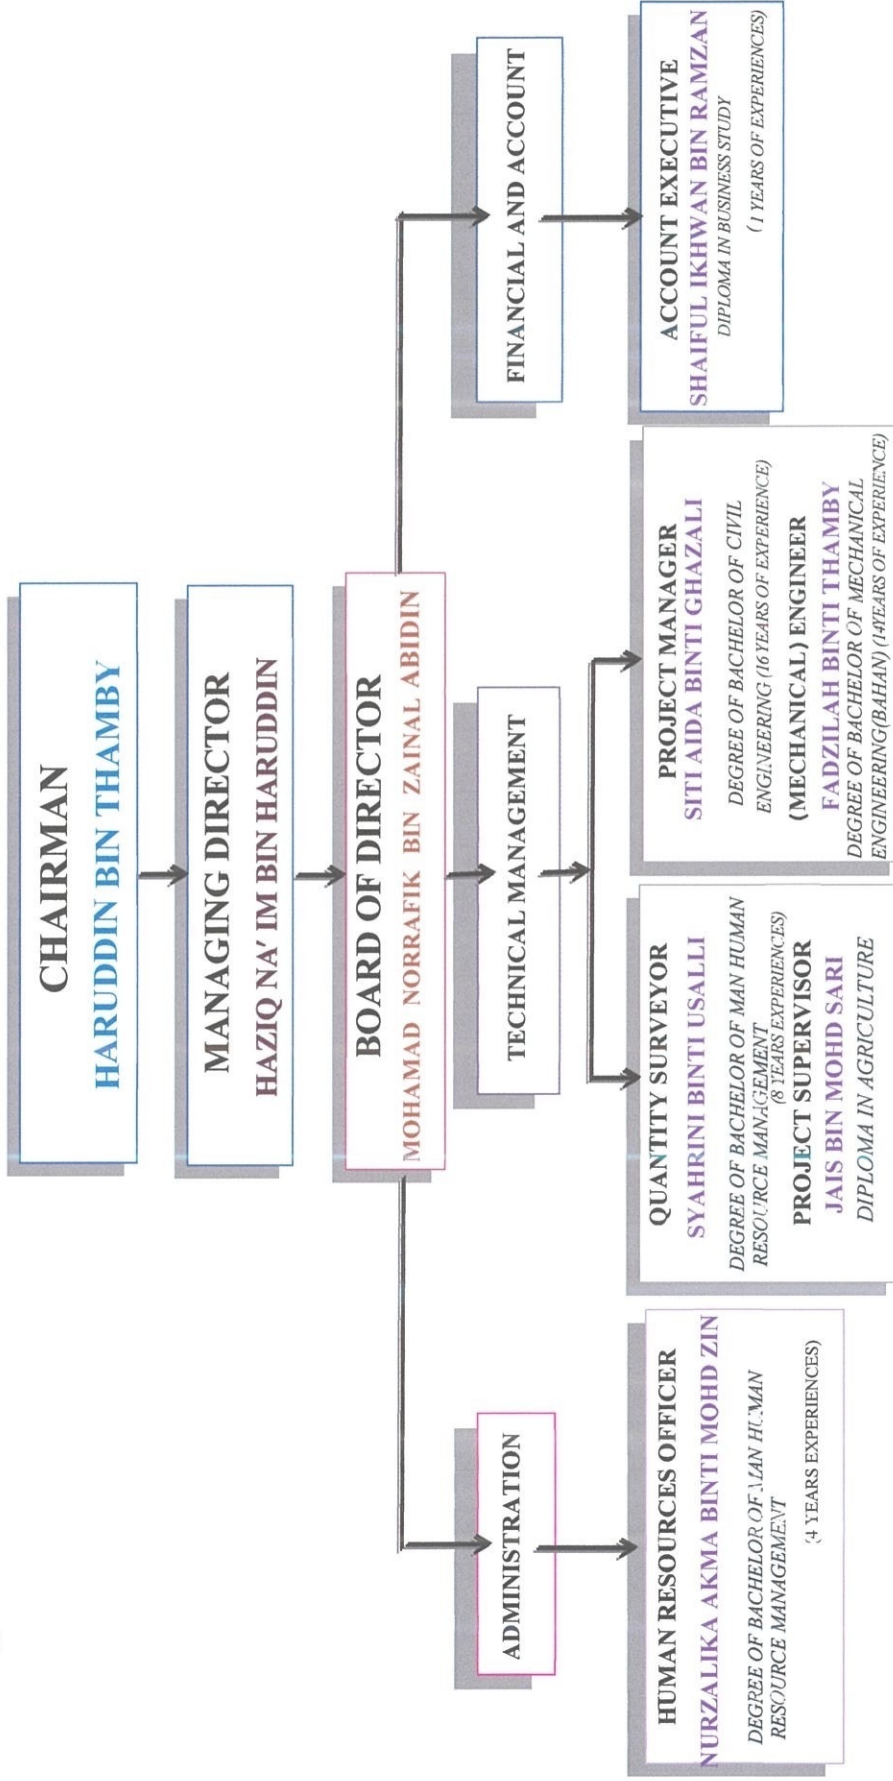 CHAIRMAN
HARUDDIN BIN THAMBY
MANAGING DIRECTOR
HAZIQ NA' IM BIN HARUDDIN
BOARD OF DIRECTOR
MOHAMAD NORRAFIK BIN ZAINAL ABIDIN
ADMINISTRATION
TECHNICAL MANAGEMENT
FINANCIAL AND ACCOUNT
HUMAN RESOURCES OFFICER
NURZALIKA AKMA BINTI MOHD ZIN
DEGREE OF BACHELOR OF MAN HUMAN
RESOURCE MANAGEMENT
(4 YEARS EXPERIENCES)
QUANTITY SURVEYOR
SYAHRINI BINTI USALLI
DEGREE OF BACHELOR OF MAN HUMAN
RESOURCE MANAGEMENT
(8 YEARS EXPERIENCES)
PROJECT SUPERVISOR
JAIS BIN MOHD SARI
DIPLOMA IN AGRICULTURE
PROJECT MANAGER
SITI AIDA BINTI GHAZALI
DEGREE OF BACHELOR OF CIVIL
ENGINEERING (16 YEARS OF EXPERIENCE)
(MECHANICAL) ENGINEER
FADZILAH BINTI THAMBY
DEGREE OF BACHELOR OF MECHANICAL
ENGINEERING(BAHAN) (14YEARS OF EXPERIENCE)
ACCOUNT EXECUTIVE
SHAIFUL IKHWAN BIN RAMZAN
DIPLOMA IN BUSINESS STUDY
( 1 YEARS OF EXPERIENCES)